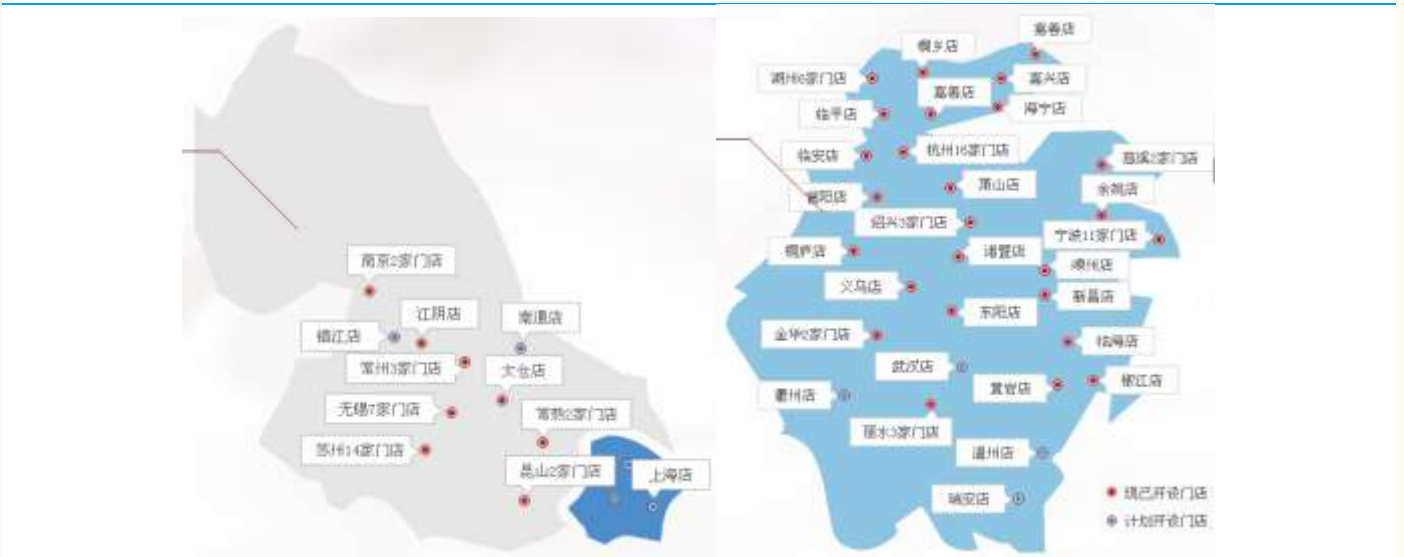 南京2家门店
江阴店
南通店
镇江店
常州3家门店
太仓店
无锡7家门店
常熟2家门店
苏州14家门店
昆山2家门店
上海店
嘉善店
桐乡店
湖州6家门店
嘉兴店
嘉善店
海宁店
临平店
杭州16家门店
临安店
慈溪2家门店
萧山店
余姚店
富阳店
绍兴3家门店
宁波11家门店
桐庐店
诸暨店
嵊州店
义乌店
新昌店
东阳店
金华2家门店
临海店
武汉店
黄岩店
椒江店
衢州店
丽水3家门店
温州店
瑞安店
现已开设门店
计划开设门店